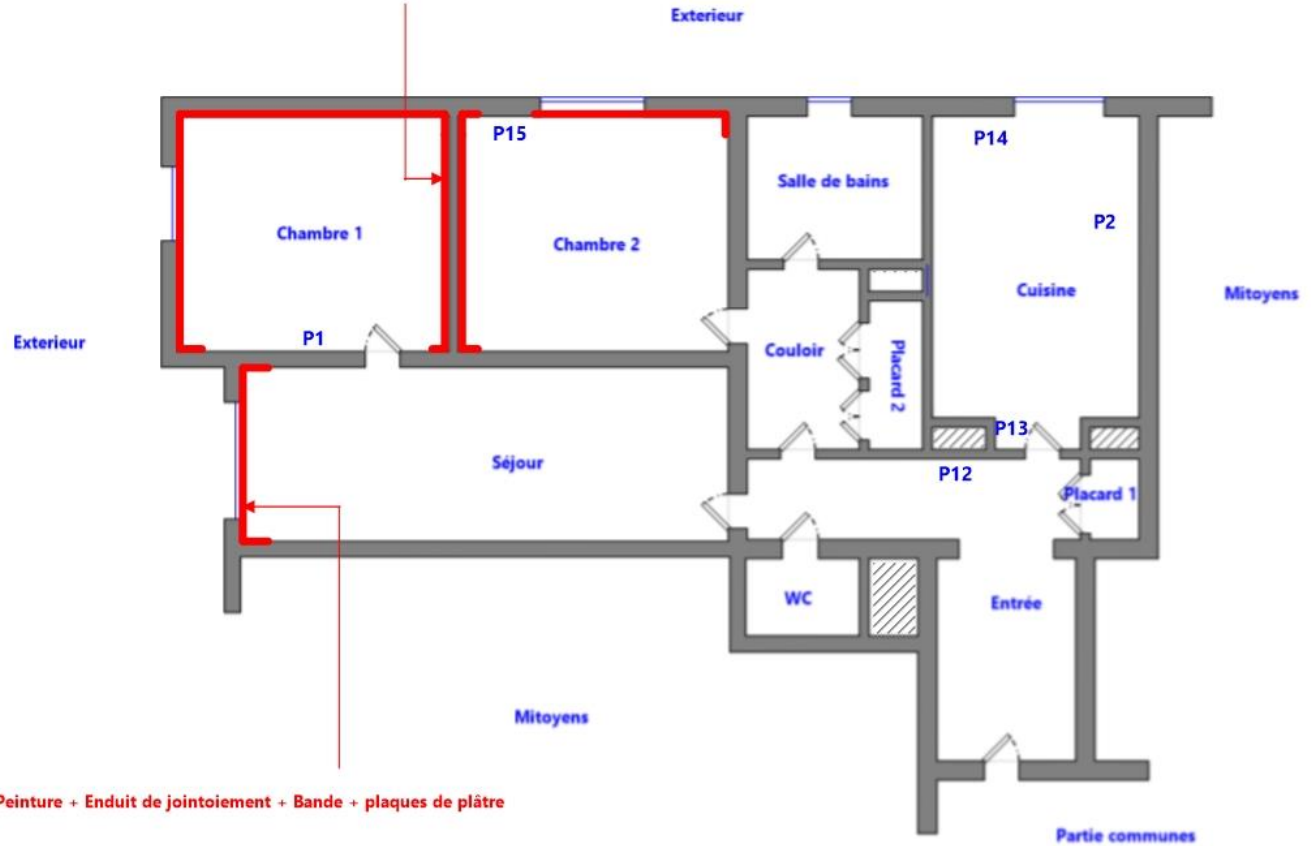 Exterieur
P15
P14
Salle de bains
P2
Chambre 1
Chambre 2
Cuisine
Mitoyens
Exterieur
P1
Couloir
Placard 2
P13
Séjour
P12
Placard 1
WC
Entrée
Mitoyens
Peinture + Enduit de jointoiement + Bande + plaques de plâtre
Partie communes